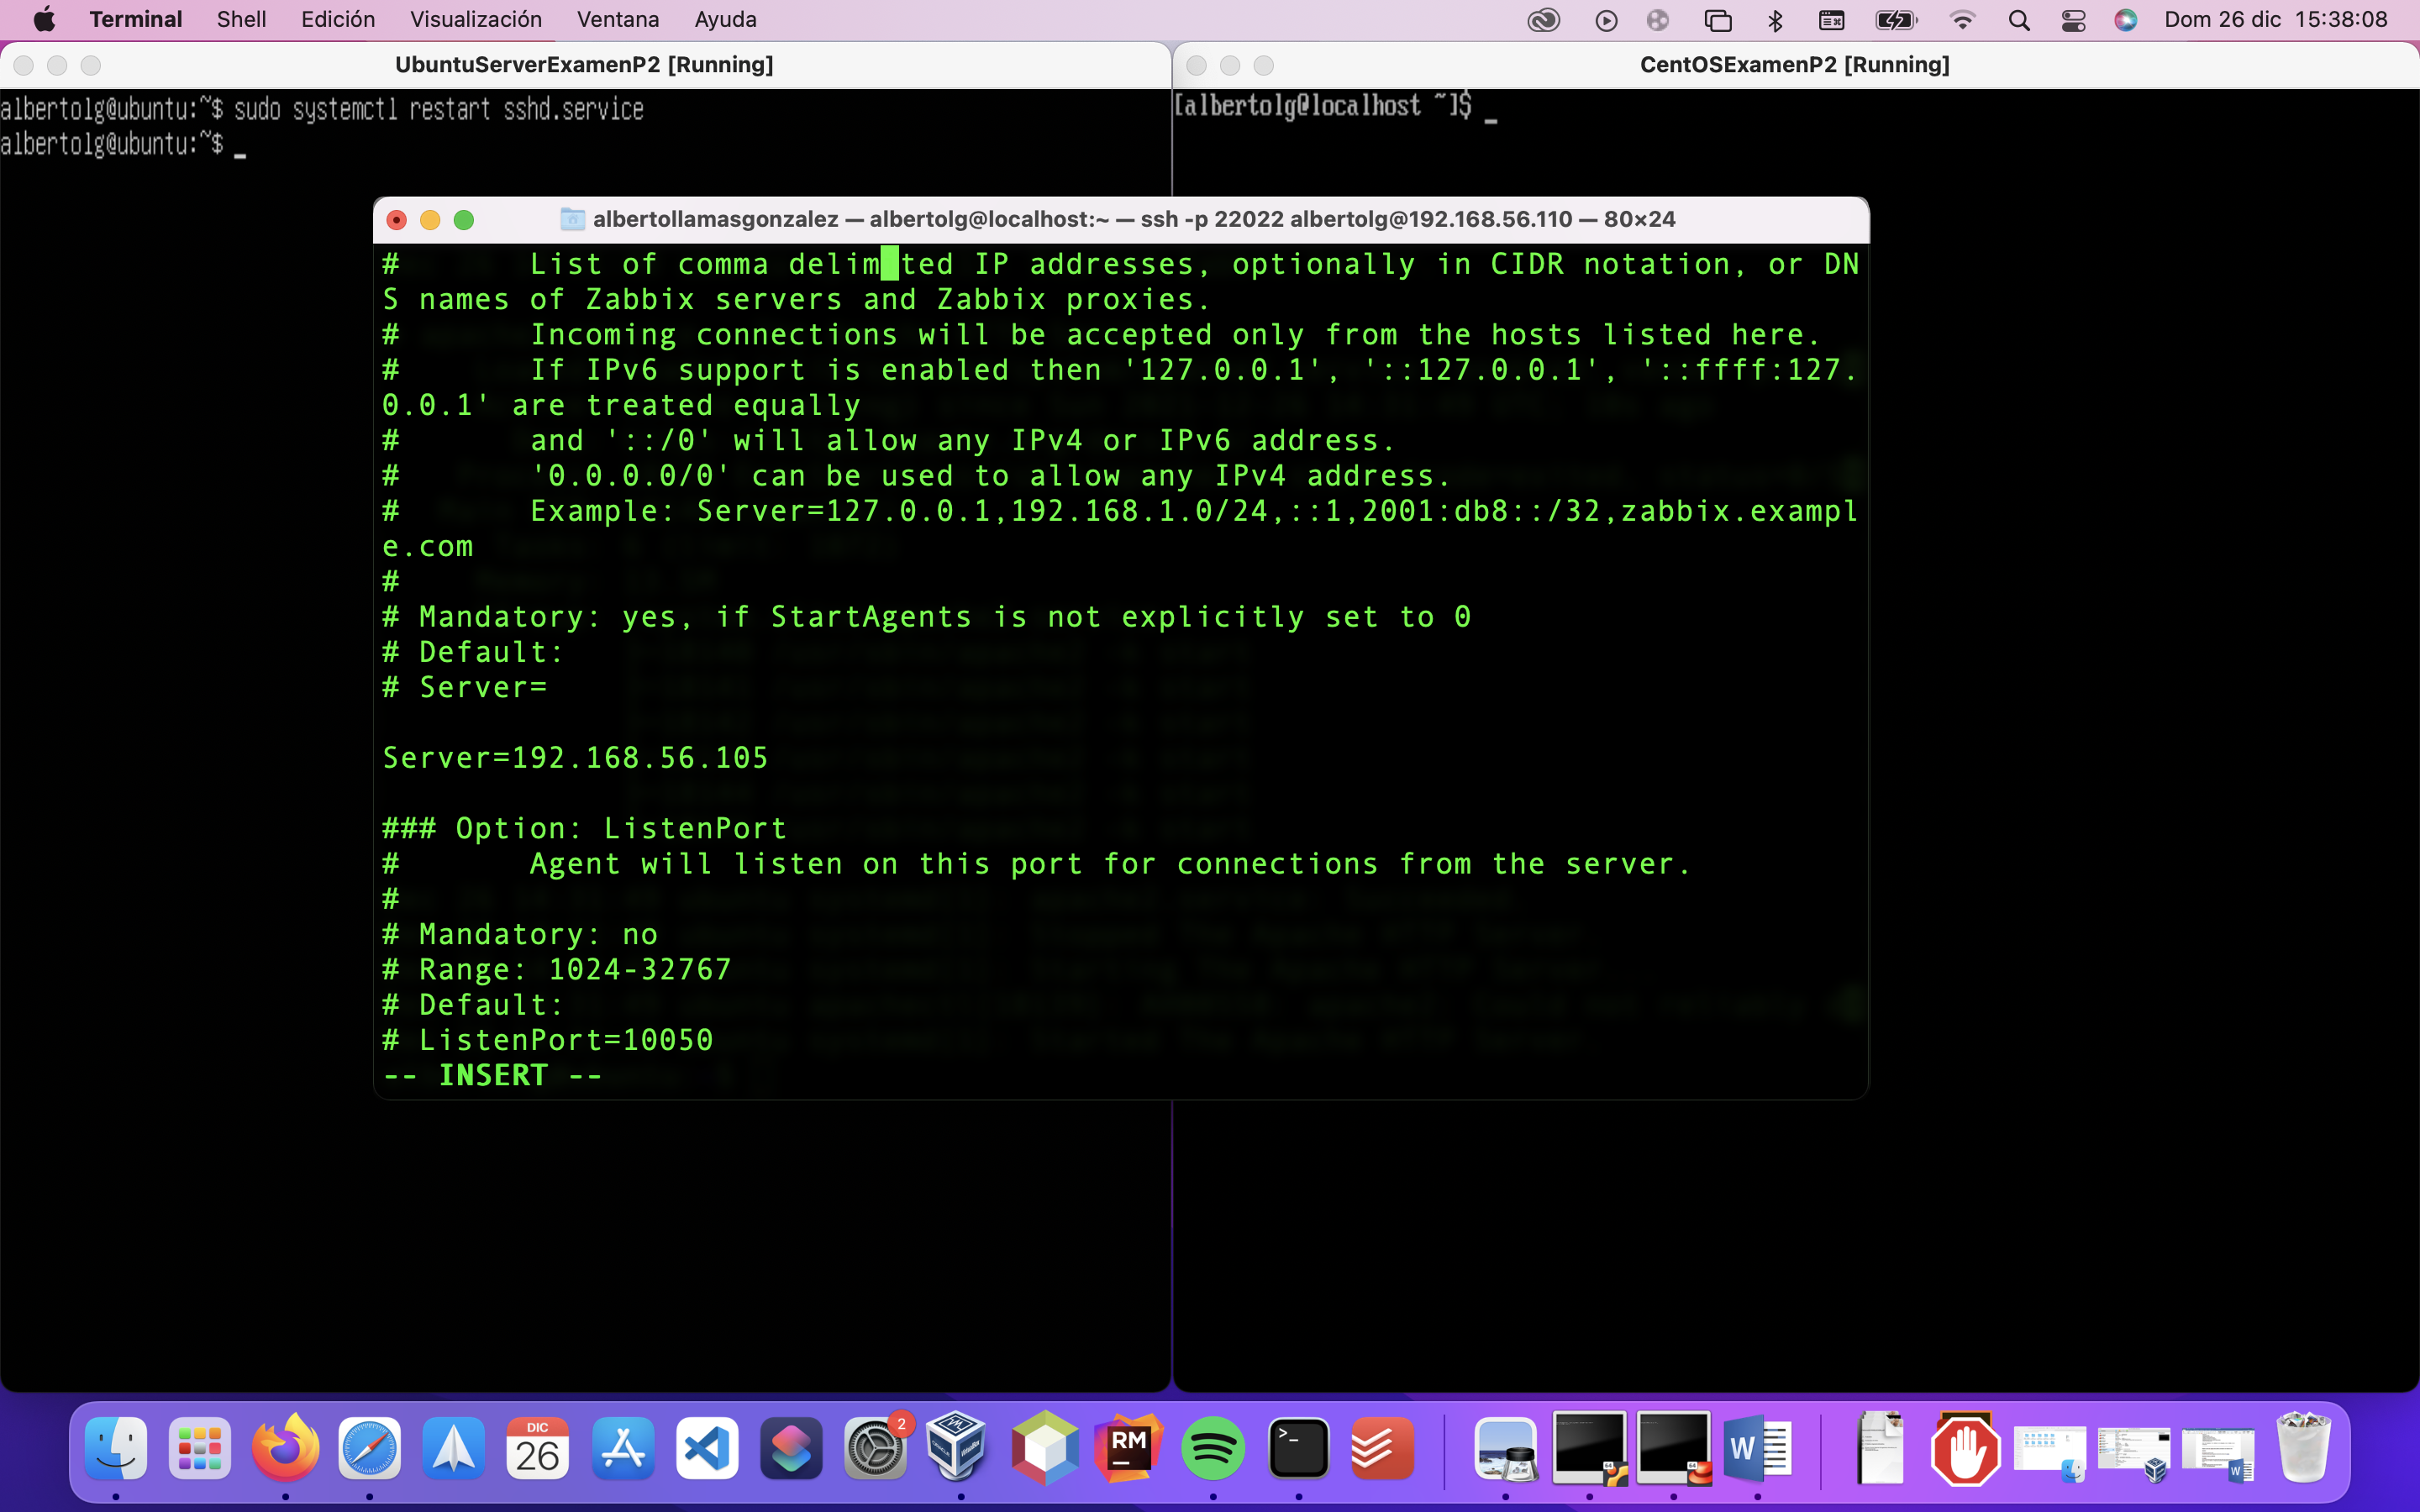 Terminal Shell Edición Visualización Ventana Ayuda Dom 26 dic 15:38:08
UbuntuServerExamenP2 [Running]
albertolg@ubuntu:~$ sudo systemctl restart sshd.service
albertolg@ubuntu:~$ _
CentOSExamenP2 [Running]
[albertolg@localhost ~]$ _
albertollamasgonzalez — albertolg@localhost:~ — ssh -p 22022 albertolg@192.168.56.110 — 80×24
# List of comma delim ted IP addresses, optionally in CIDR notation, or DN
S names of Zabbix servers and Zabbix proxies.
# Incoming connections will be accepted only from the hosts listed here.
# If IPv6 support is enabled then '127.0.0.1', '::127.0.0.1', '::ffff:127.
0.0.1' are treated equally
# and '::/0' will allow any IPv4 or IPv6 address.
# '0.0.0.0/0' can be used to allow any IPv4 address.
# Example: Server=127.0.0.1,192.168.1.0/24,::1,2001:db8::/32,zabbix.exampl
e.com
#
# Mandatory: yes, if StartAgents is not explicitly set to 0
# Default:
# Server=
Server=192.168.56.105
### Option: ListenPort
# Agent will listen on this port for connections from the server.
#
# Mandatory: no
# Range: 1024-32767
# Default:
# ListenPort=10050
-- INSERT --
DIC
26
2
RM
>_
W